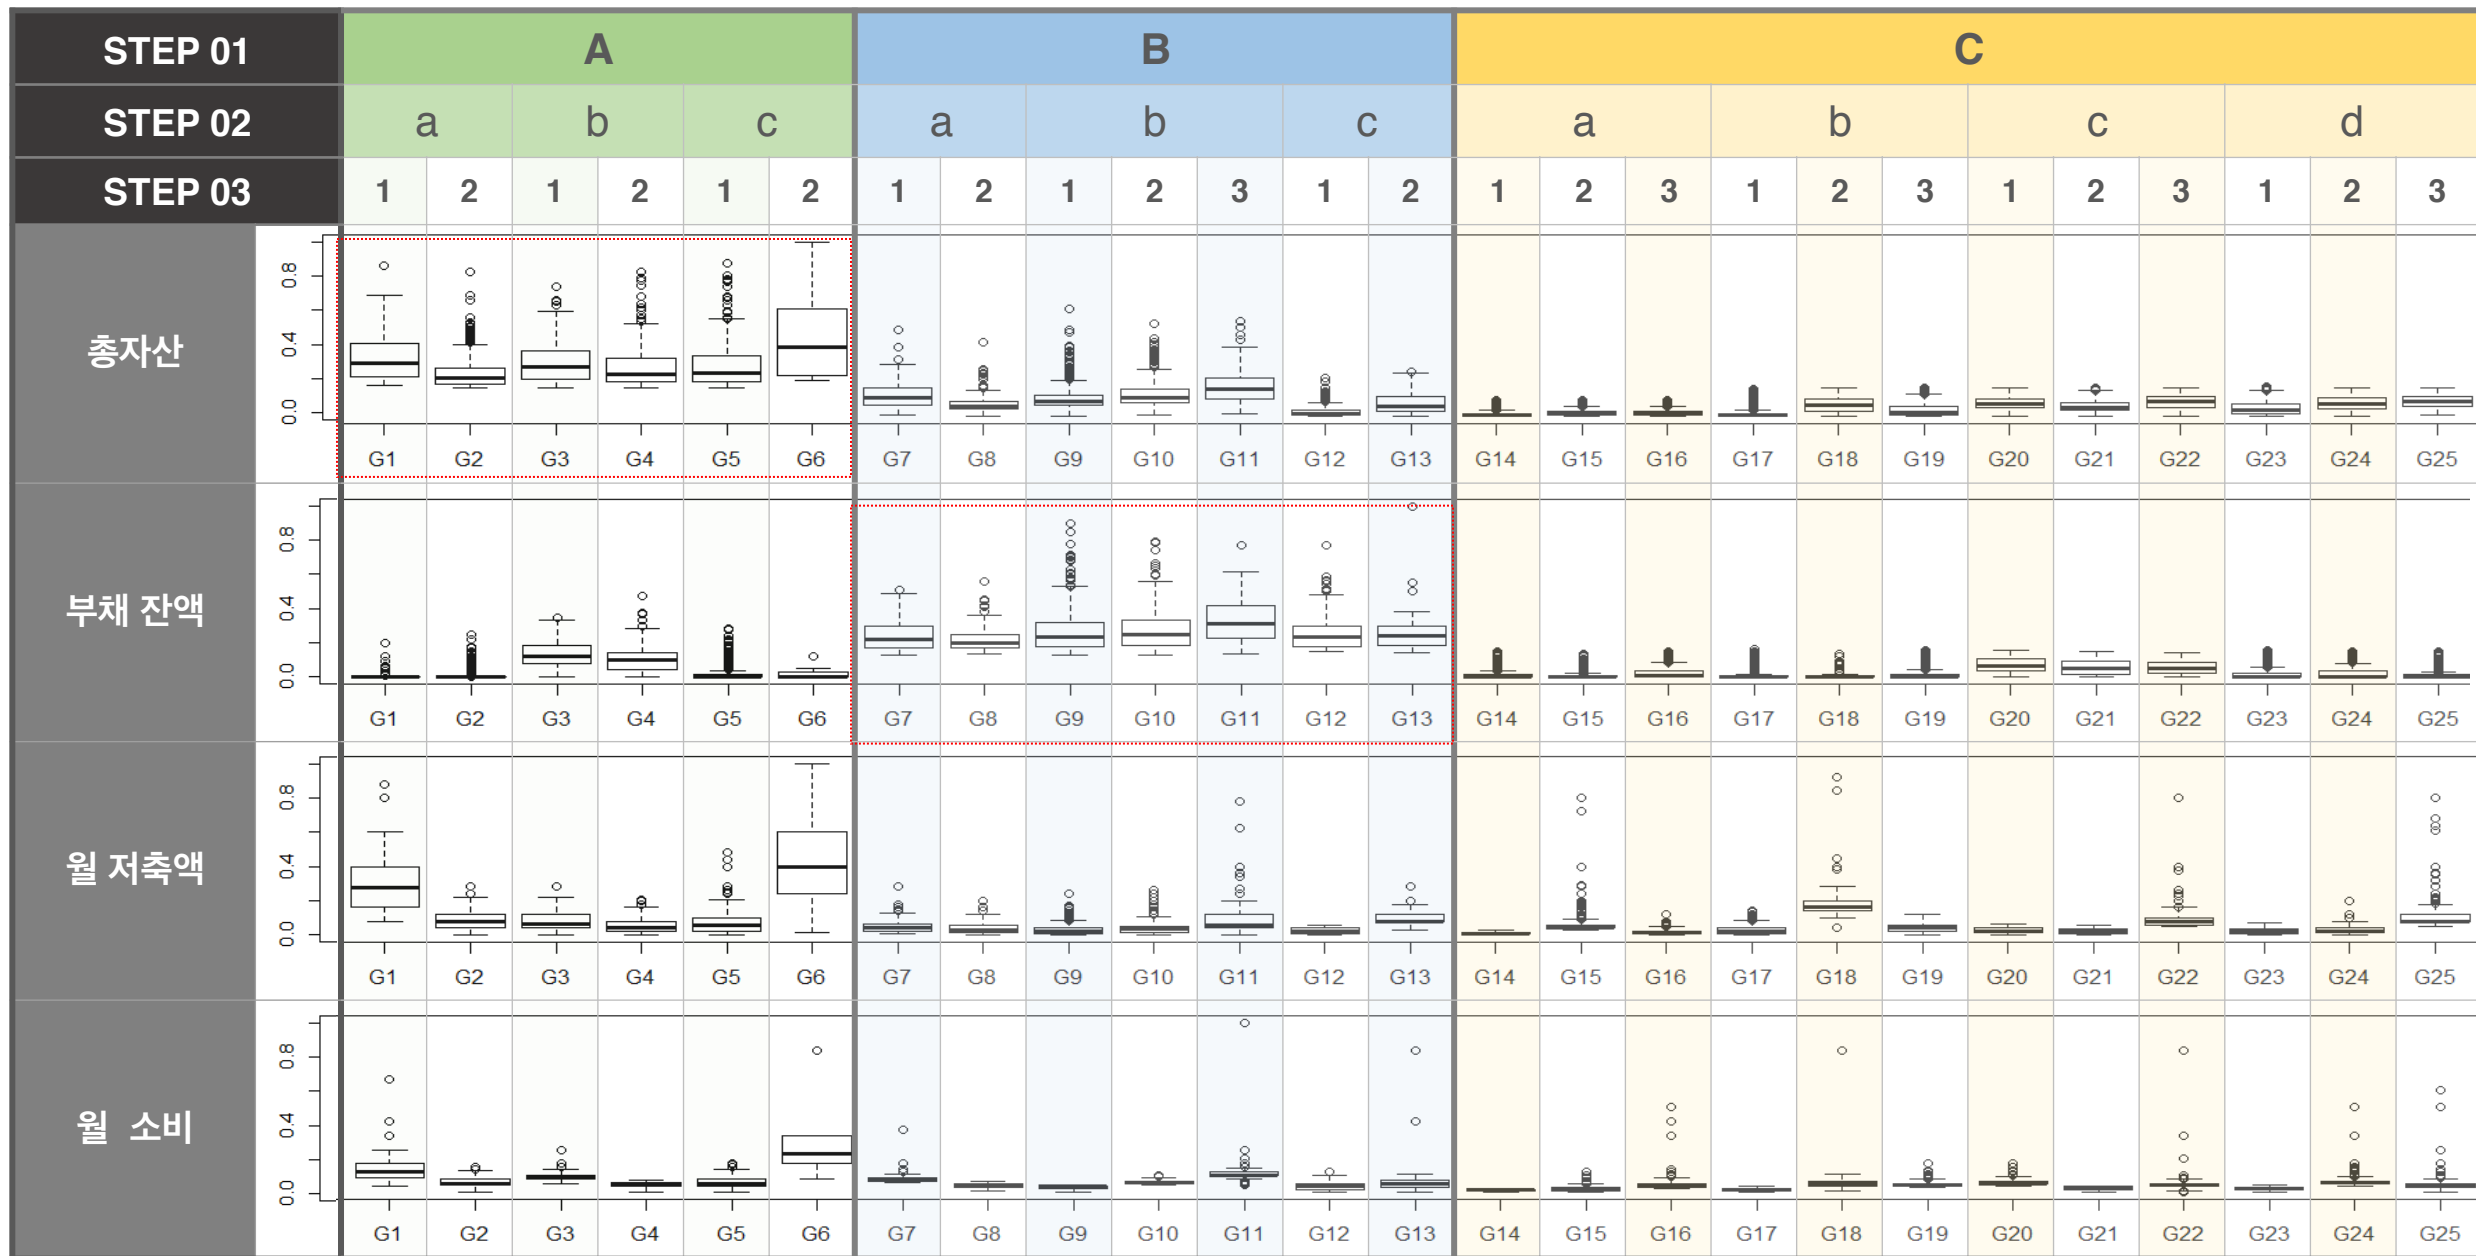 STEP 01 A B C
STEP 02 a b c a b c a b c d
STEP 03 1 2 1 2 1 2 1 2 1 2 3 1 2 1 2 3 1 2 3 1 2 3 1 2 3
총자산 0.8 0.4 0.0
G1 G2 G3 G4 G5 G6 G7 G8 G9 G10 G11 G12 G13 G14 G15 G16 G17 G18 G19 G20 G21 G22 G23 G24 G25
부채 잔액 0.8 0.4 0.0
G1 G2 G3 G4 G5 G6 G7 G8 G9 G10 G11 G12 G13 G14 G15 G16 G17 G18 G19 G20 G21 G22 G23 G24 G25
월 저축액 0.8 0.4 0.0
G1 G2 G3 G4 G5 G6 G7 G8 G9 G10 G11 G12 G13 G14 G15 G16 G17 G18 G19 G20 G21 G22 G23 G24 G25
월 소비 0.8 0.4 0.0
G1 G2 G3 G4 G5 G6 G7 G8 G9 G10 G11 G12 G13 G14 G15 G16 G17 G18 G19 G20 G21 G22 G23 G24 G25